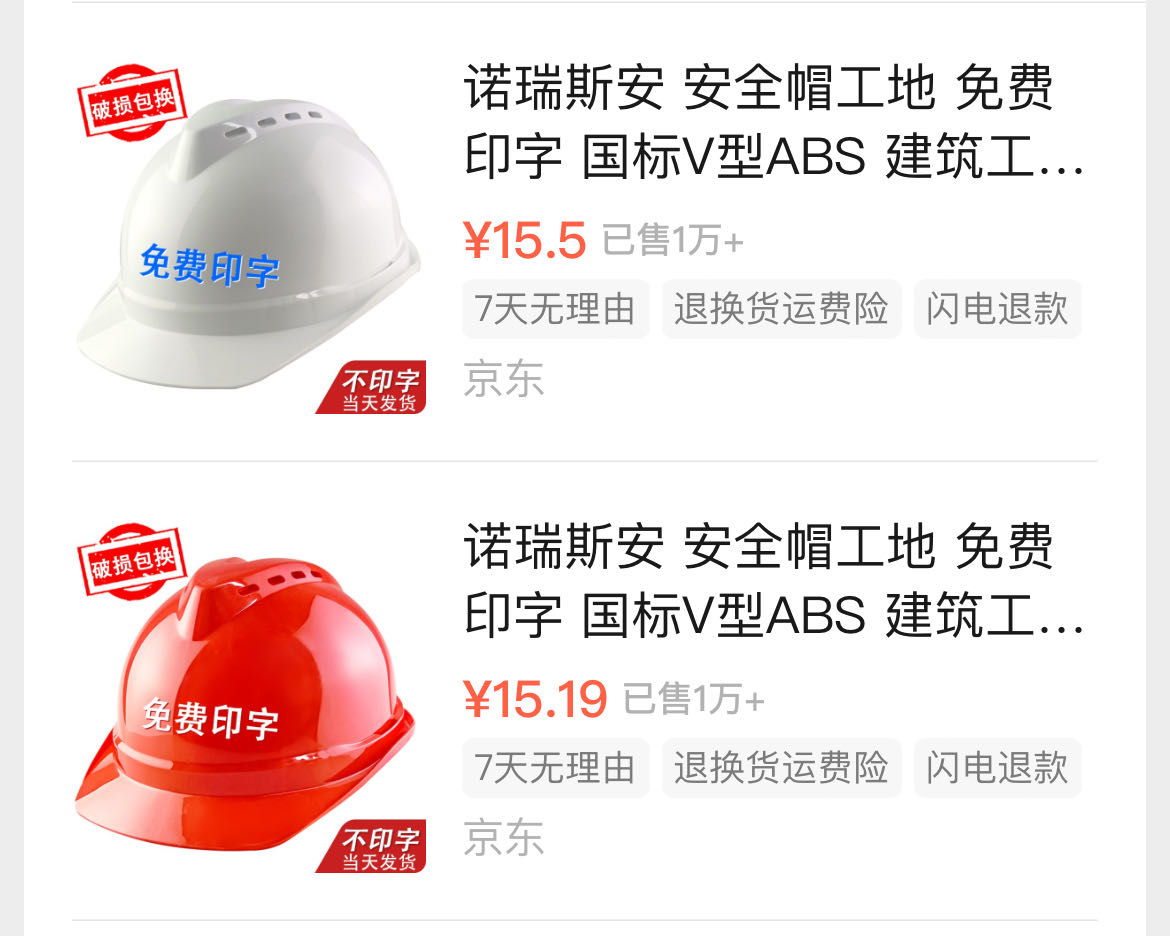 破损包换
免费印字
不印字
当天发货
诺瑞斯安 安全帽工地 免费
印字 国标V型ABS 建筑工...
¥15.5 已售1万+
7天无理由 退换货运费险 闪电退款
京东
破损包换
免费印字
不印字
当天发货
诺瑞斯安 安全帽工地 免费
印字 国标V型ABS 建筑工...
¥15.19 已售1万+
7天无理由 退换货运费险 闪电退款
京东